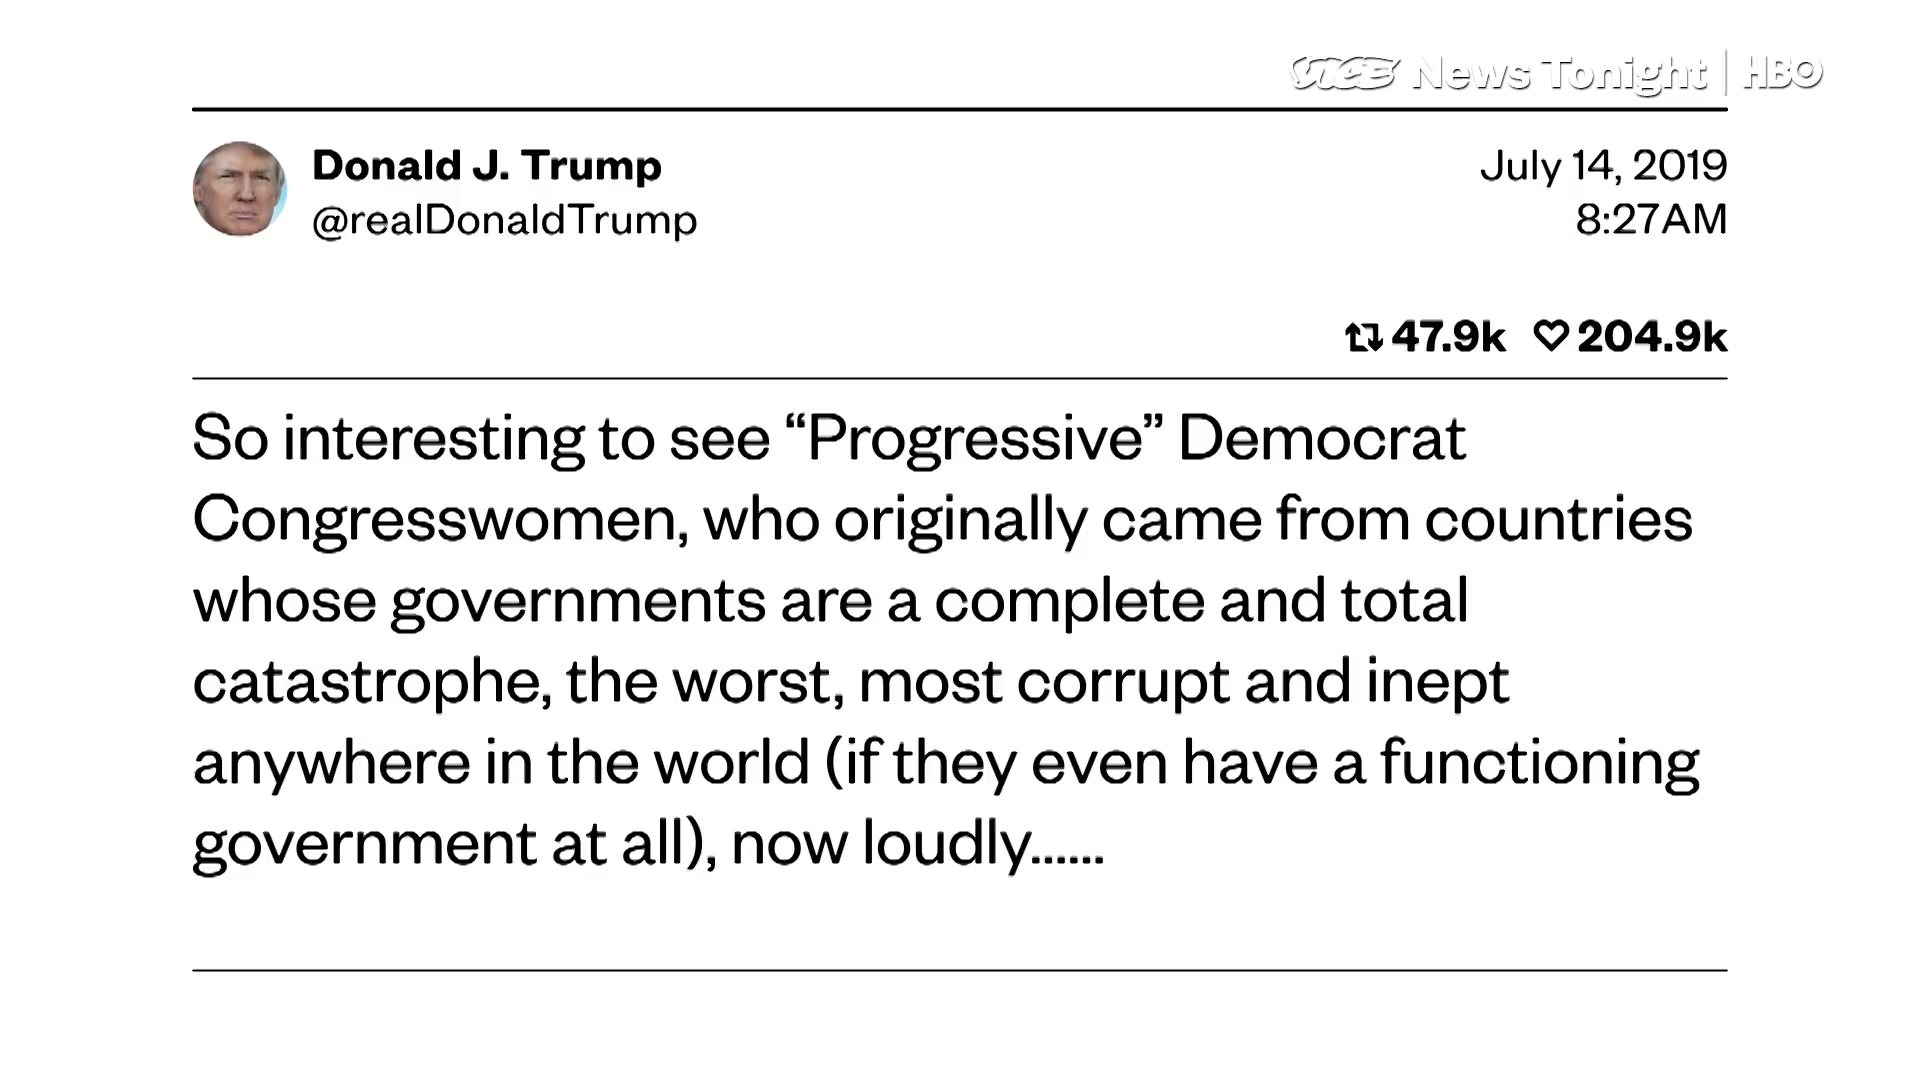 VICE News Tonight | HBO
Donald J. Trump
@realDonaldTrump
July 14, 2019
8:27AM
47.9k 204.9k
So interesting to see “Progressive” Democrat
Congresswomen, who originally came from countries
whose governments are a complete and total
catastrophe, the worst, most corrupt and inept
anywhere in the world (if they even have a functioning
government at all), now loudly......